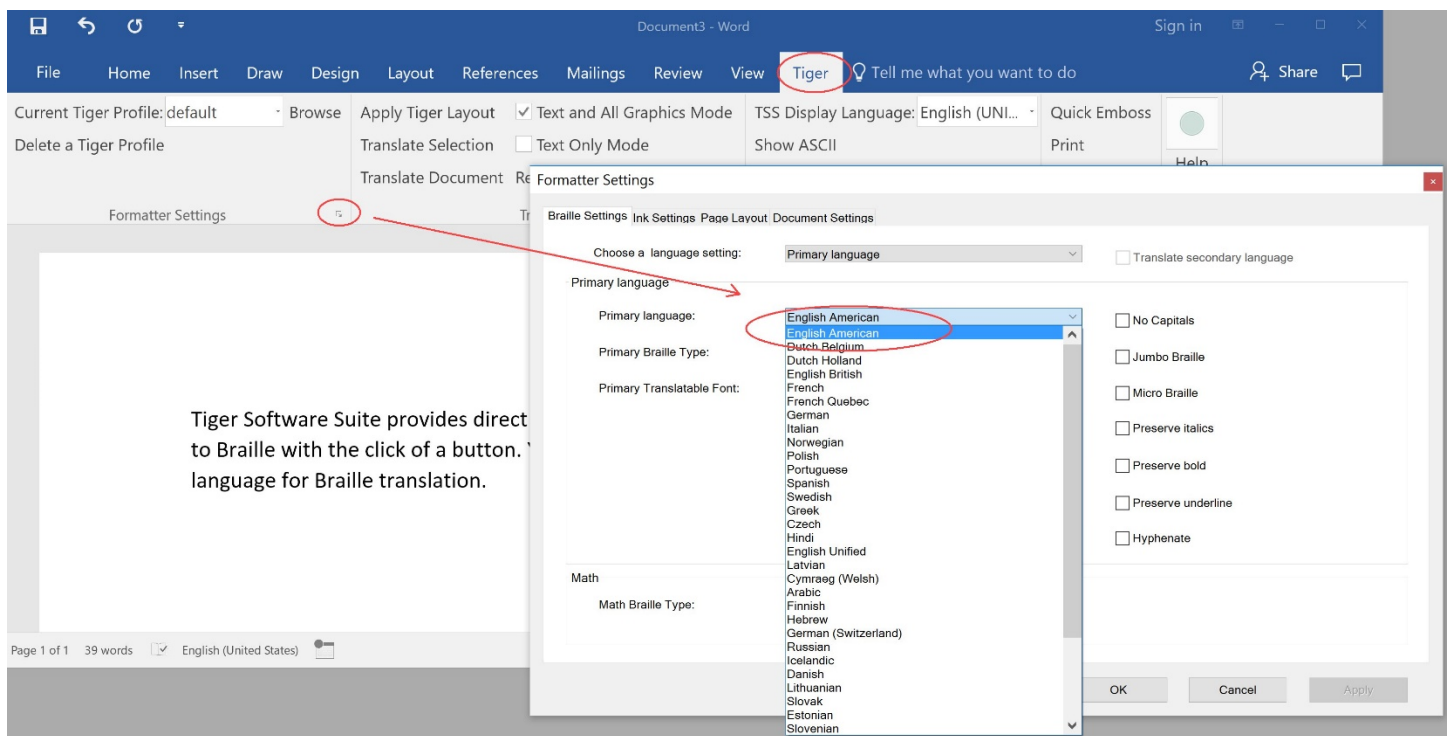 Document3 - Word
Sign in
File Home Insert Draw Design Layout References Mailings Review View Tiger Tell me what you want to do Share
Current Tiger Profile: default Browse Apply Tiger Layout Text and All Graphics Mode TSS Display Language: English (UNI... Quick Emboss
Delete a Tiger Profile Translate Selection Text Only Mode Show ASCII Print
Help
Translate Document Re
Formatter Settings Tr
Formatter Settings
Braille Settings Ink Settings Page Layout Document Settings
Choose a language setting: Primary language Translate secondary language
Primary language
Primary language: English American No Capitals
Primary Braille Type: Jumbo Braille
Primary Translatable Font: Micro Braille
Preserve italics
Preserve bold
Preserve underline
Hyphenate
English American
Dutch Belgium
Dutch Holland
English British
French
French Quebec
German
Italian
Norwegian
Polish
Portuguese
Spanish
Swedish
Greek
Czech
Hindi
English Unified
Latvian
Cymraeg (Welsh)
Arabic
Finnish
Hebrew
German (Switzerland)
Russian
Icelandic
Danish
Lithuanian
Slovak
Estonian
Slovenian
Math
Math Braille Type:
OK Cancel Apply
Tiger Software Suite provides direct
to Braille with the click of a button.
language for Braille translation.
Page 1 of 1 39 words English (United States)